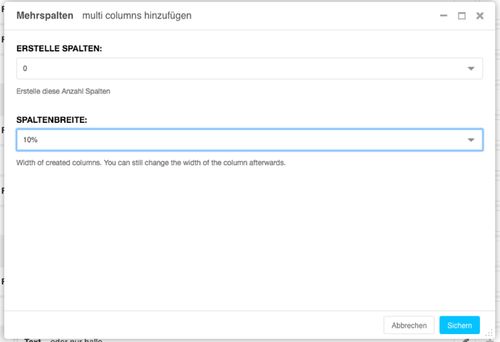 Mehrspalten multi columns hinzufügen
ERSTELLE SPALTEN:
0
Erstelle diese Anzahl Spalten
SPALTENBREITE:
10%
Width of created columns. You can still change the width of the column afterwards.
Abbrechen Sichern